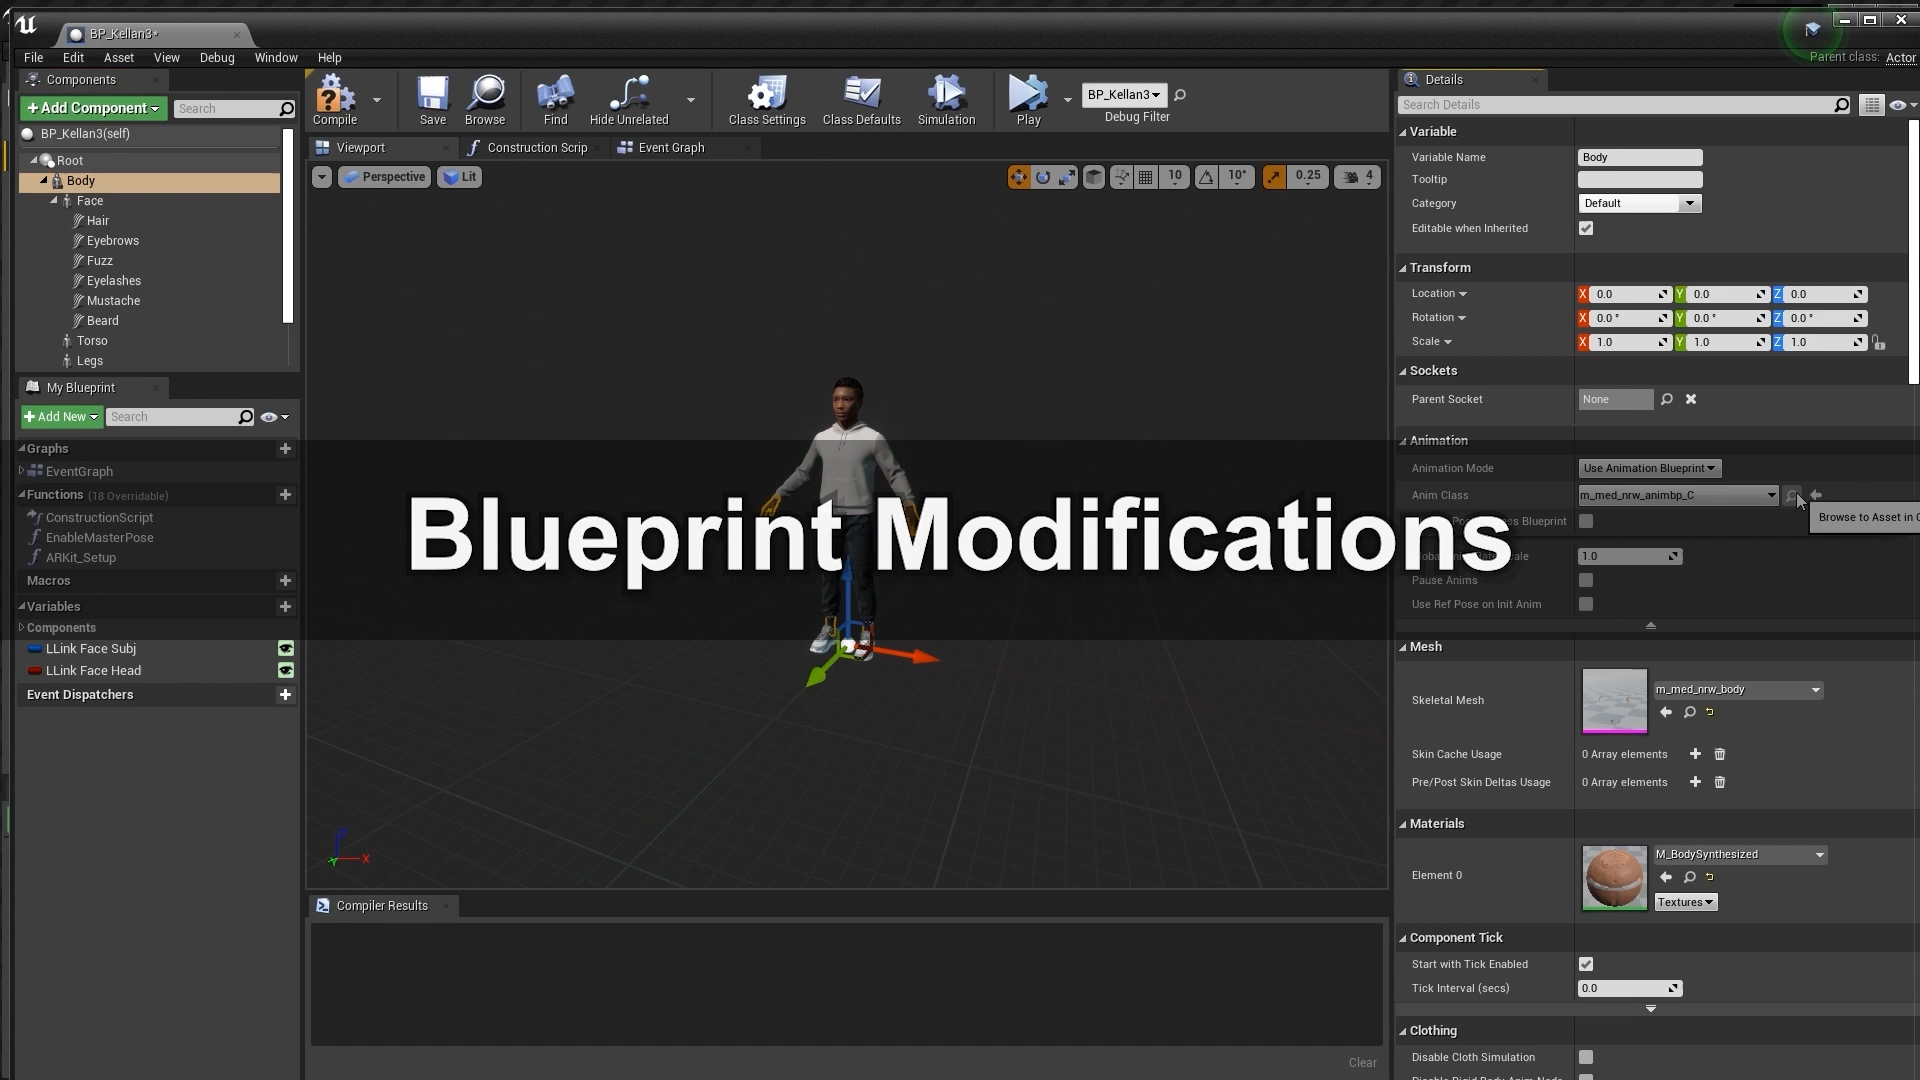 BP_Kellan3*
File Edit Asset View Debug Window Help
Parent class: Actor
Components
+Add Component
Search
BP_Kellan3(self)
Root
Body
Face
Hair
Eyebrows
Fuzz
Eyelashes
Mustache
Beard
Torso
Legs
My Blueprint
+Add New
Search
Graphs
EventGraph
Functions (18 Overridable)
ConstructionScript
EnableMasterPose
ARKit_Setup
Macros
Variables
Components
LLink Face Subj
LLink Face Head
Event Dispatchers
Compile Save Browse Find Hide Unrelated Class Settings Class Defaults Simulation Play
BP_Kellan3
Debug Filter
Viewport Construction Scrip Event Graph
Perspective Lit
10 10° 0.25 4
Blueprint Modifications
Z
X
Y
Compiler Results
Clear
Details
Search Details
Variable
Variable Name Body
Tooltip
Category Default
Editable when Inherited
Transform
Location X 0.0 Y 0.0 Z 0.0
Rotation X 0.0 ° Y 0.0 ° Z 0.0 °
Scale X 1.0 Y 1.0 Z 1.0
Sockets
Parent Socket None
Animation
Animation Mode Use Animation Blueprint
Anim Class m_med_nrw_animbp_C
Browse to Asset in C
Blueprint
1.0
Pause Anims
Use Ref Pose on Init Anim
Mesh
Skeletal Mesh m_med_nrw_body
Skin Cache Usage 0 Array elements
Pre/Post Skin Deltas Usage 0 Array elements
Materials
Element 0 M_BodySynthesized
Textures
Component Tick
Start with Tick Enabled
Tick Interval (secs) 0.0
Clothing
Disable Cloth Simulation